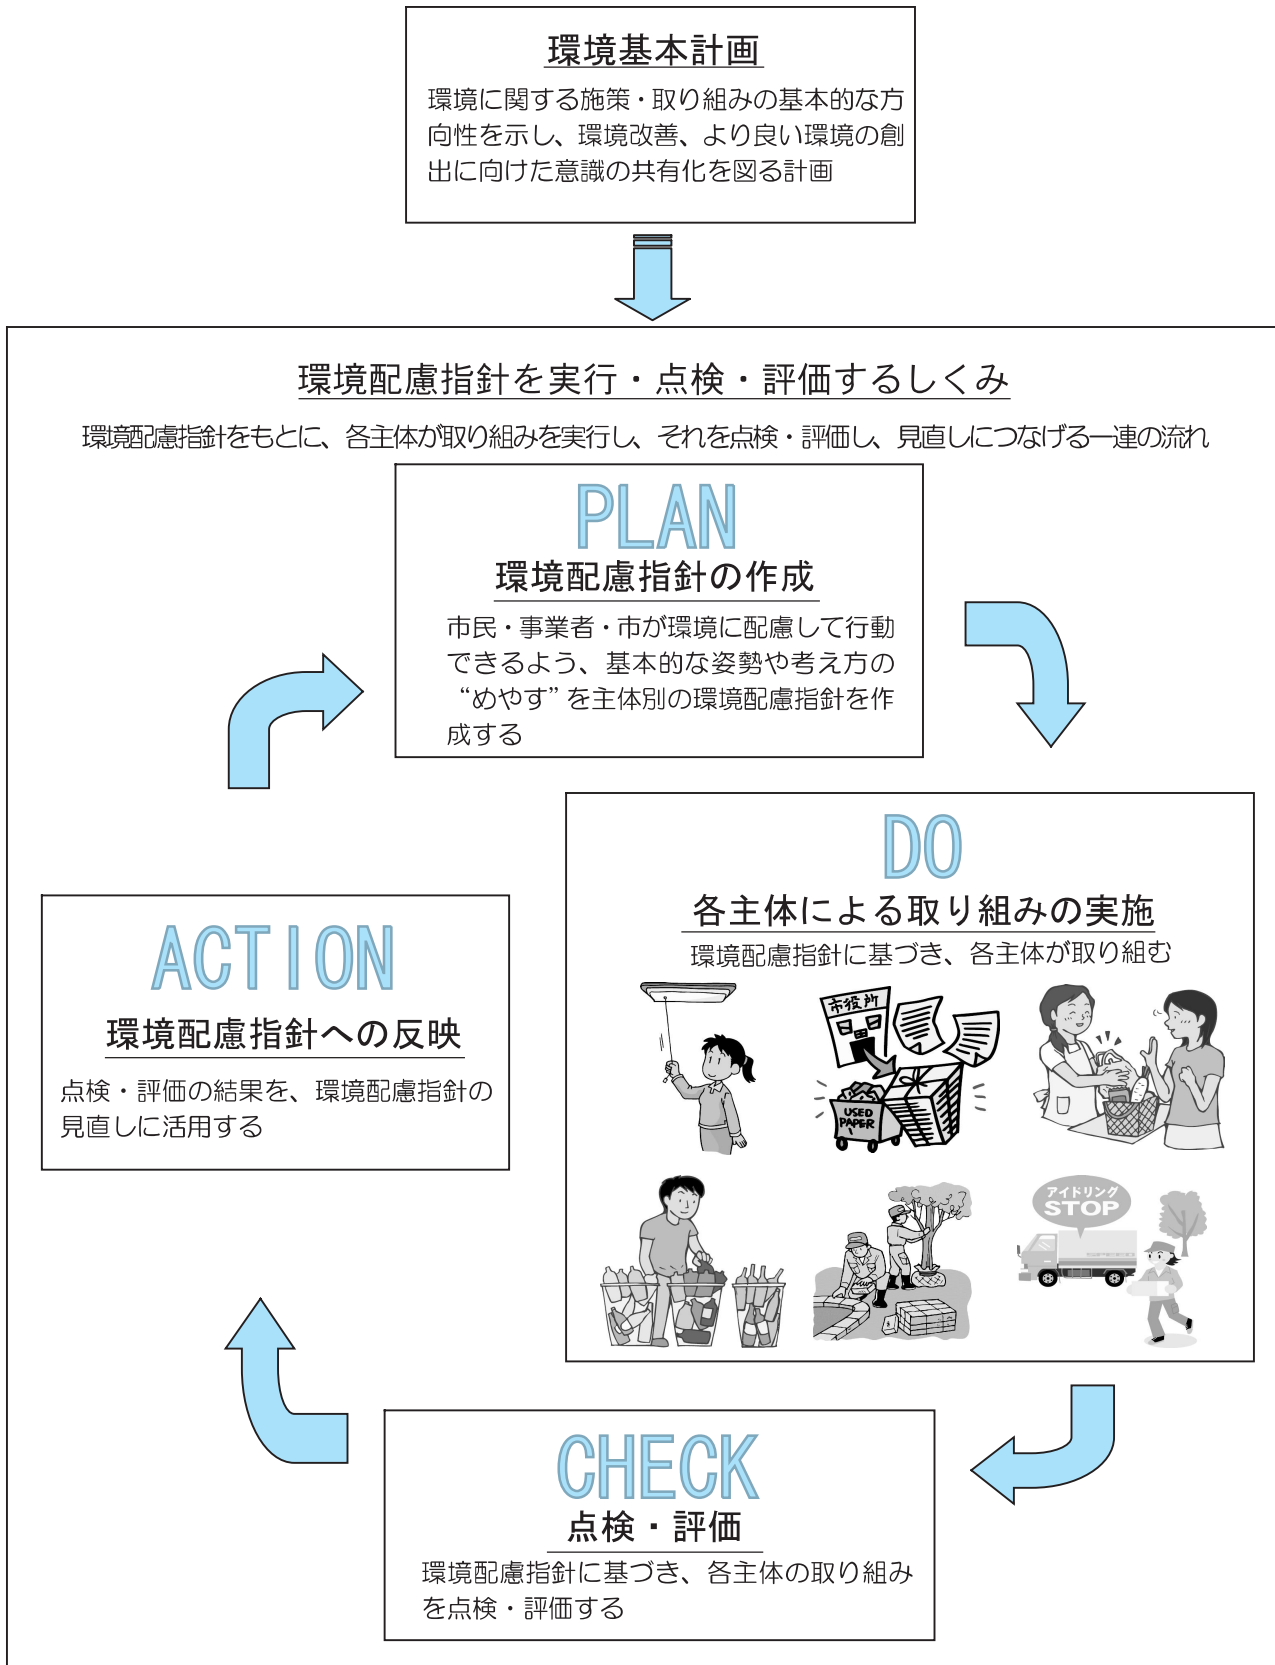 環境基本計画
環境に関する施策・取り組みの基本的な方
向性を示し、環境改善、より良い環境の創
出に向けた意識の共有化を図る計画
環境配慮指針を実行・点検・評価するしくみ
環境配慮指針をもとに、各主体が取り組みを実行し、それを点検・評価し、見直しにつなげる一連の流れ
PLAN
環境配慮指針の作成
市民・事業者・市が環境に配慮して行動
できるよう、基本的な姿勢や考え方の
“めやす”を主体別の環境配慮指針を作
成する
DO
各主体による取り組みの実施
環境配慮指針に基づき、各主体が取り組む
市役所
USED
PAPER
アイドリング
STOP
ACTION
環境配慮指針への反映
点検・評価の結果を、環境配慮指針の
見直しに活用する
CHECK
点検・評価
環境配慮指針に基づき、各主体の取り組み
を点検・評価する